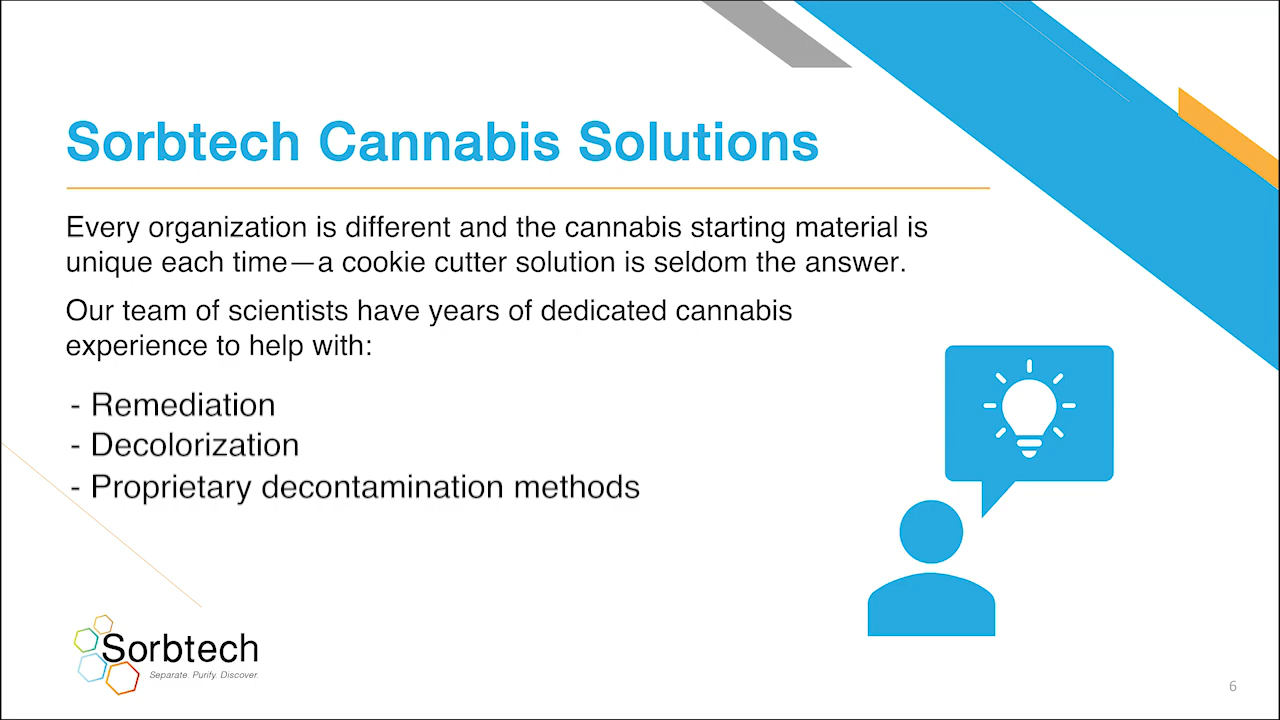 Sorbtech Cannabis Solutions
Every organization is different and the cannabis starting material is
unique each time—a cookie cutter solution is seldom the answer.
Our team of scientists have years of dedicated cannabis
experience to help with:
- Remediation
- Decolorization
- Proprietary decontamination methods
Sorbtech
Separate. Purify. Discover.
6